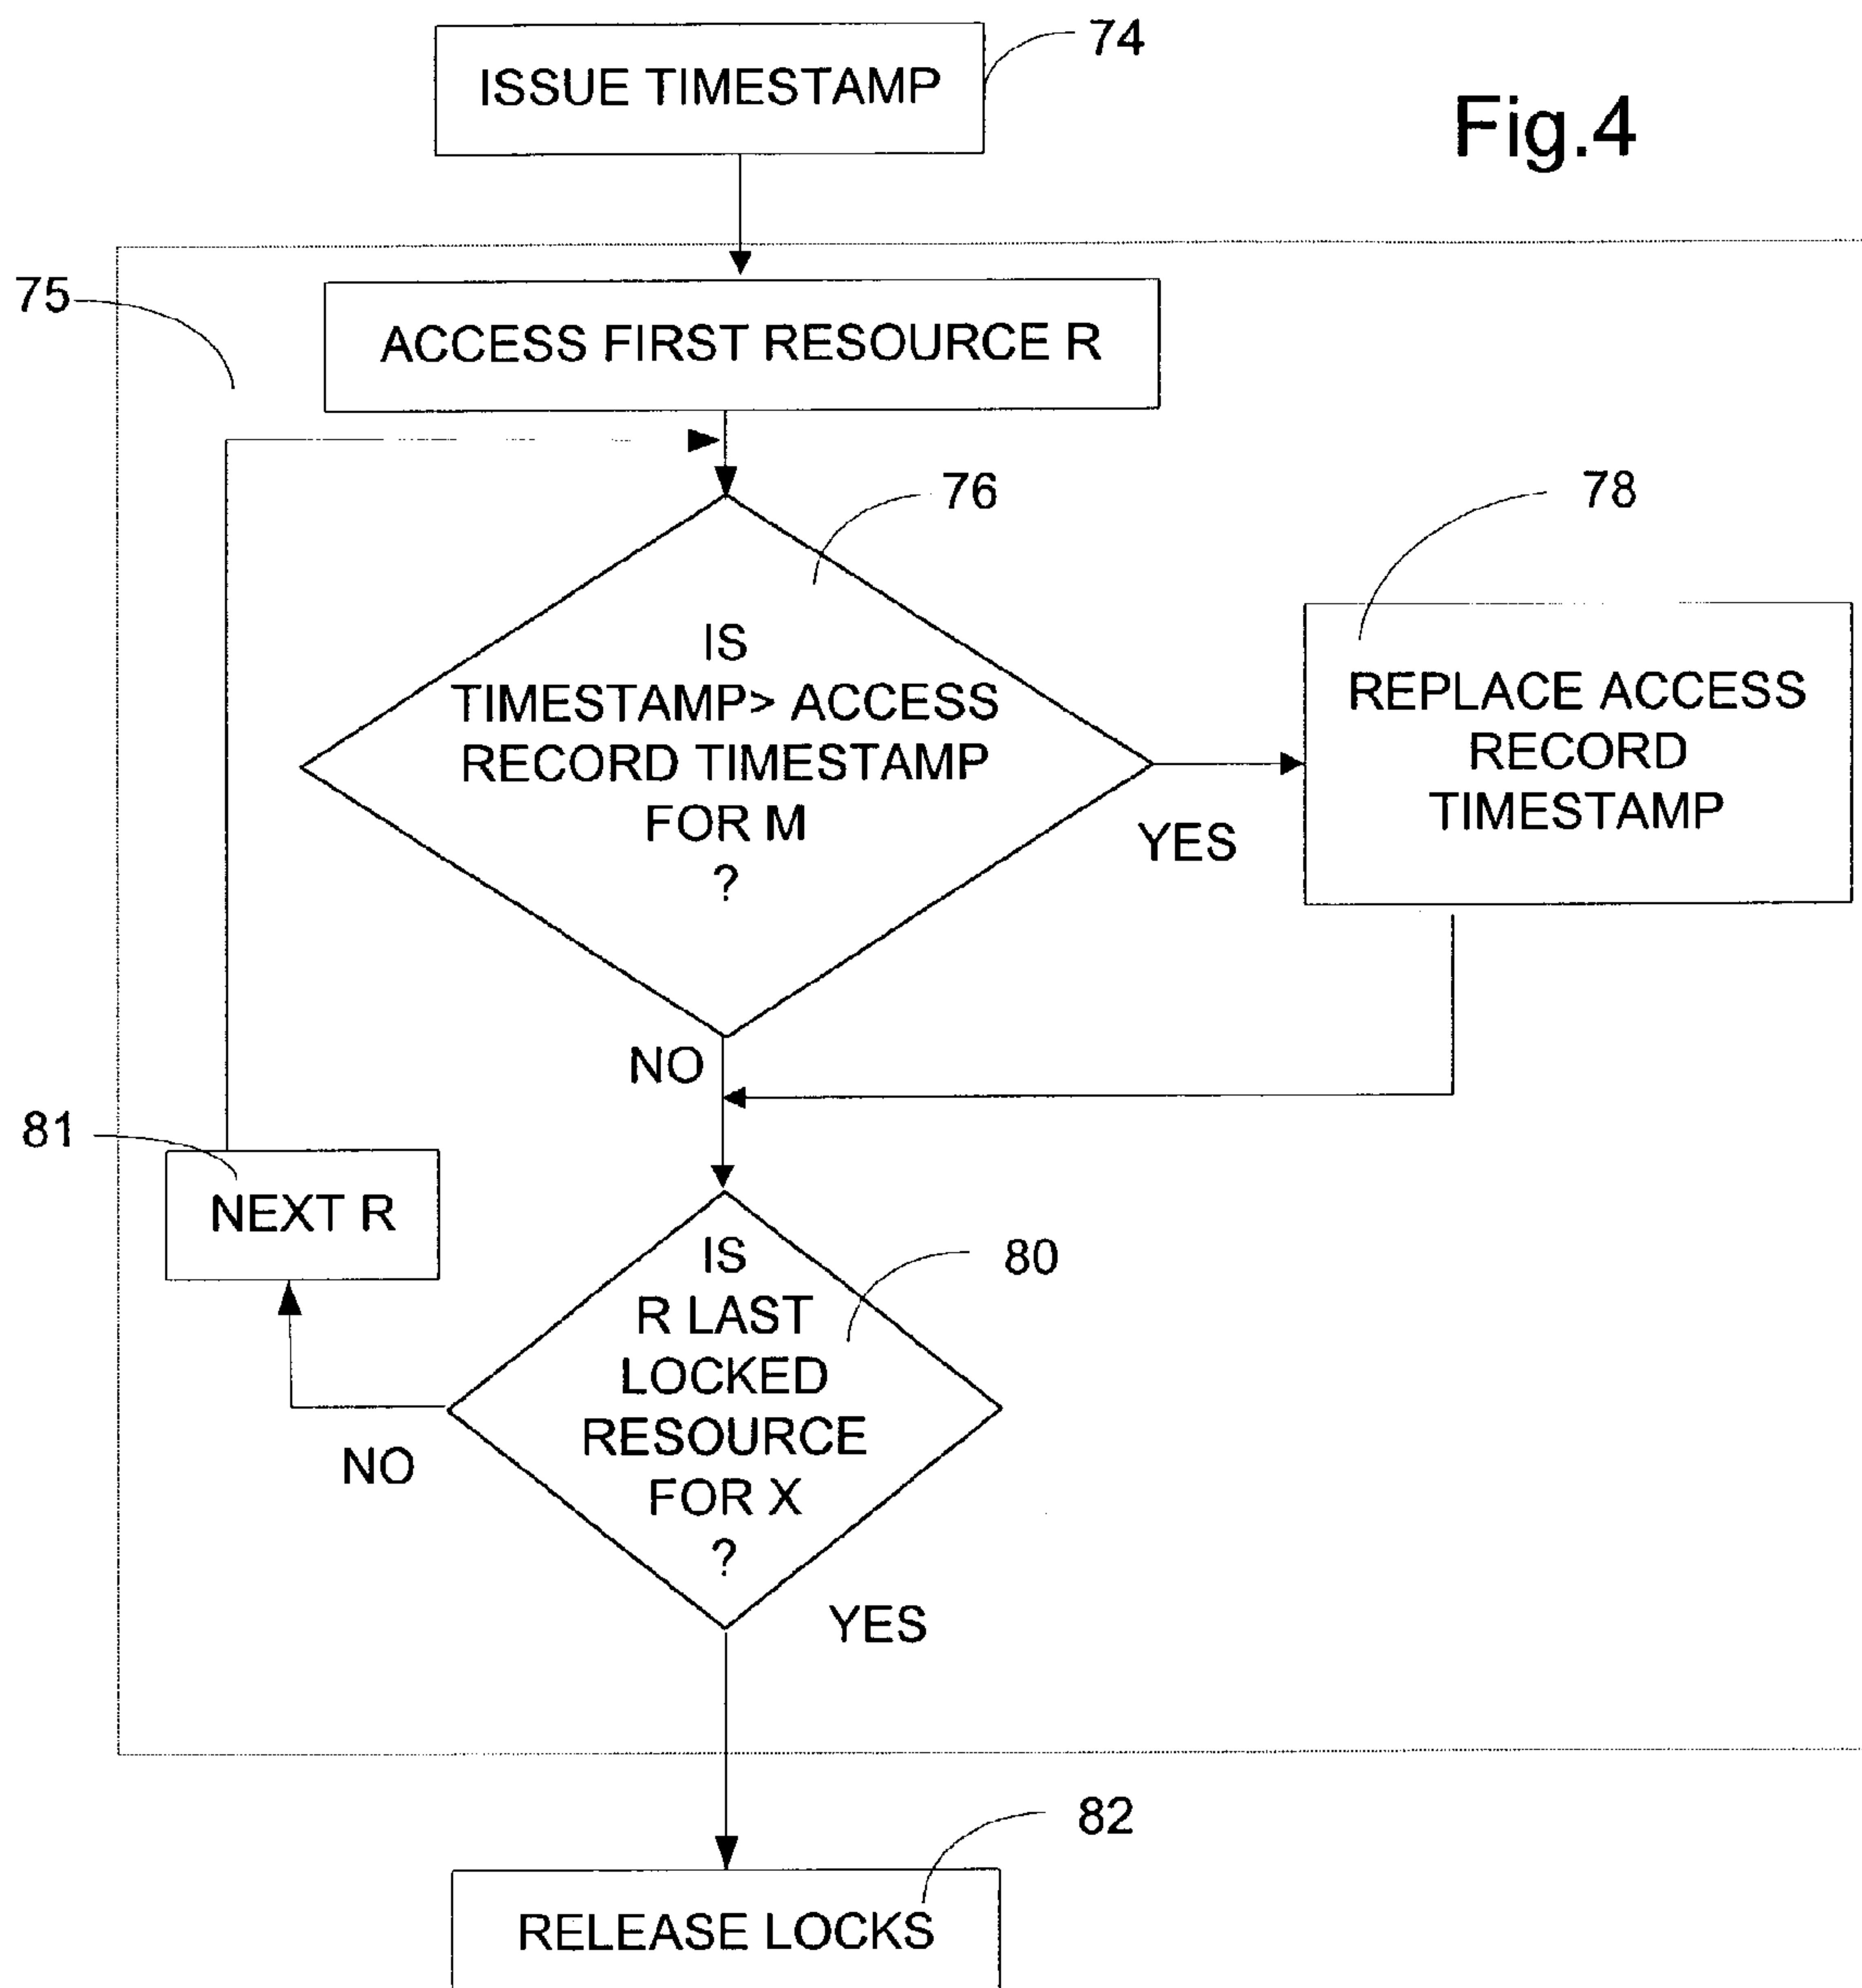 74
ISSUE TIMESTAMP
Fig.4
75
ACCESS FIRST RESOURCE R
76
78
IS
TIMESTAMP> ACCESS
RECORD TIMESTAMP
FOR M
?
REPLACE ACCESS
RECORD
TIMESTAMP
YES
NO
81
NEXT R
80
IS
R LAST
LOCKED
RESOURCE
FOR X
?
NO
YES
82
RELEASE LOCKS